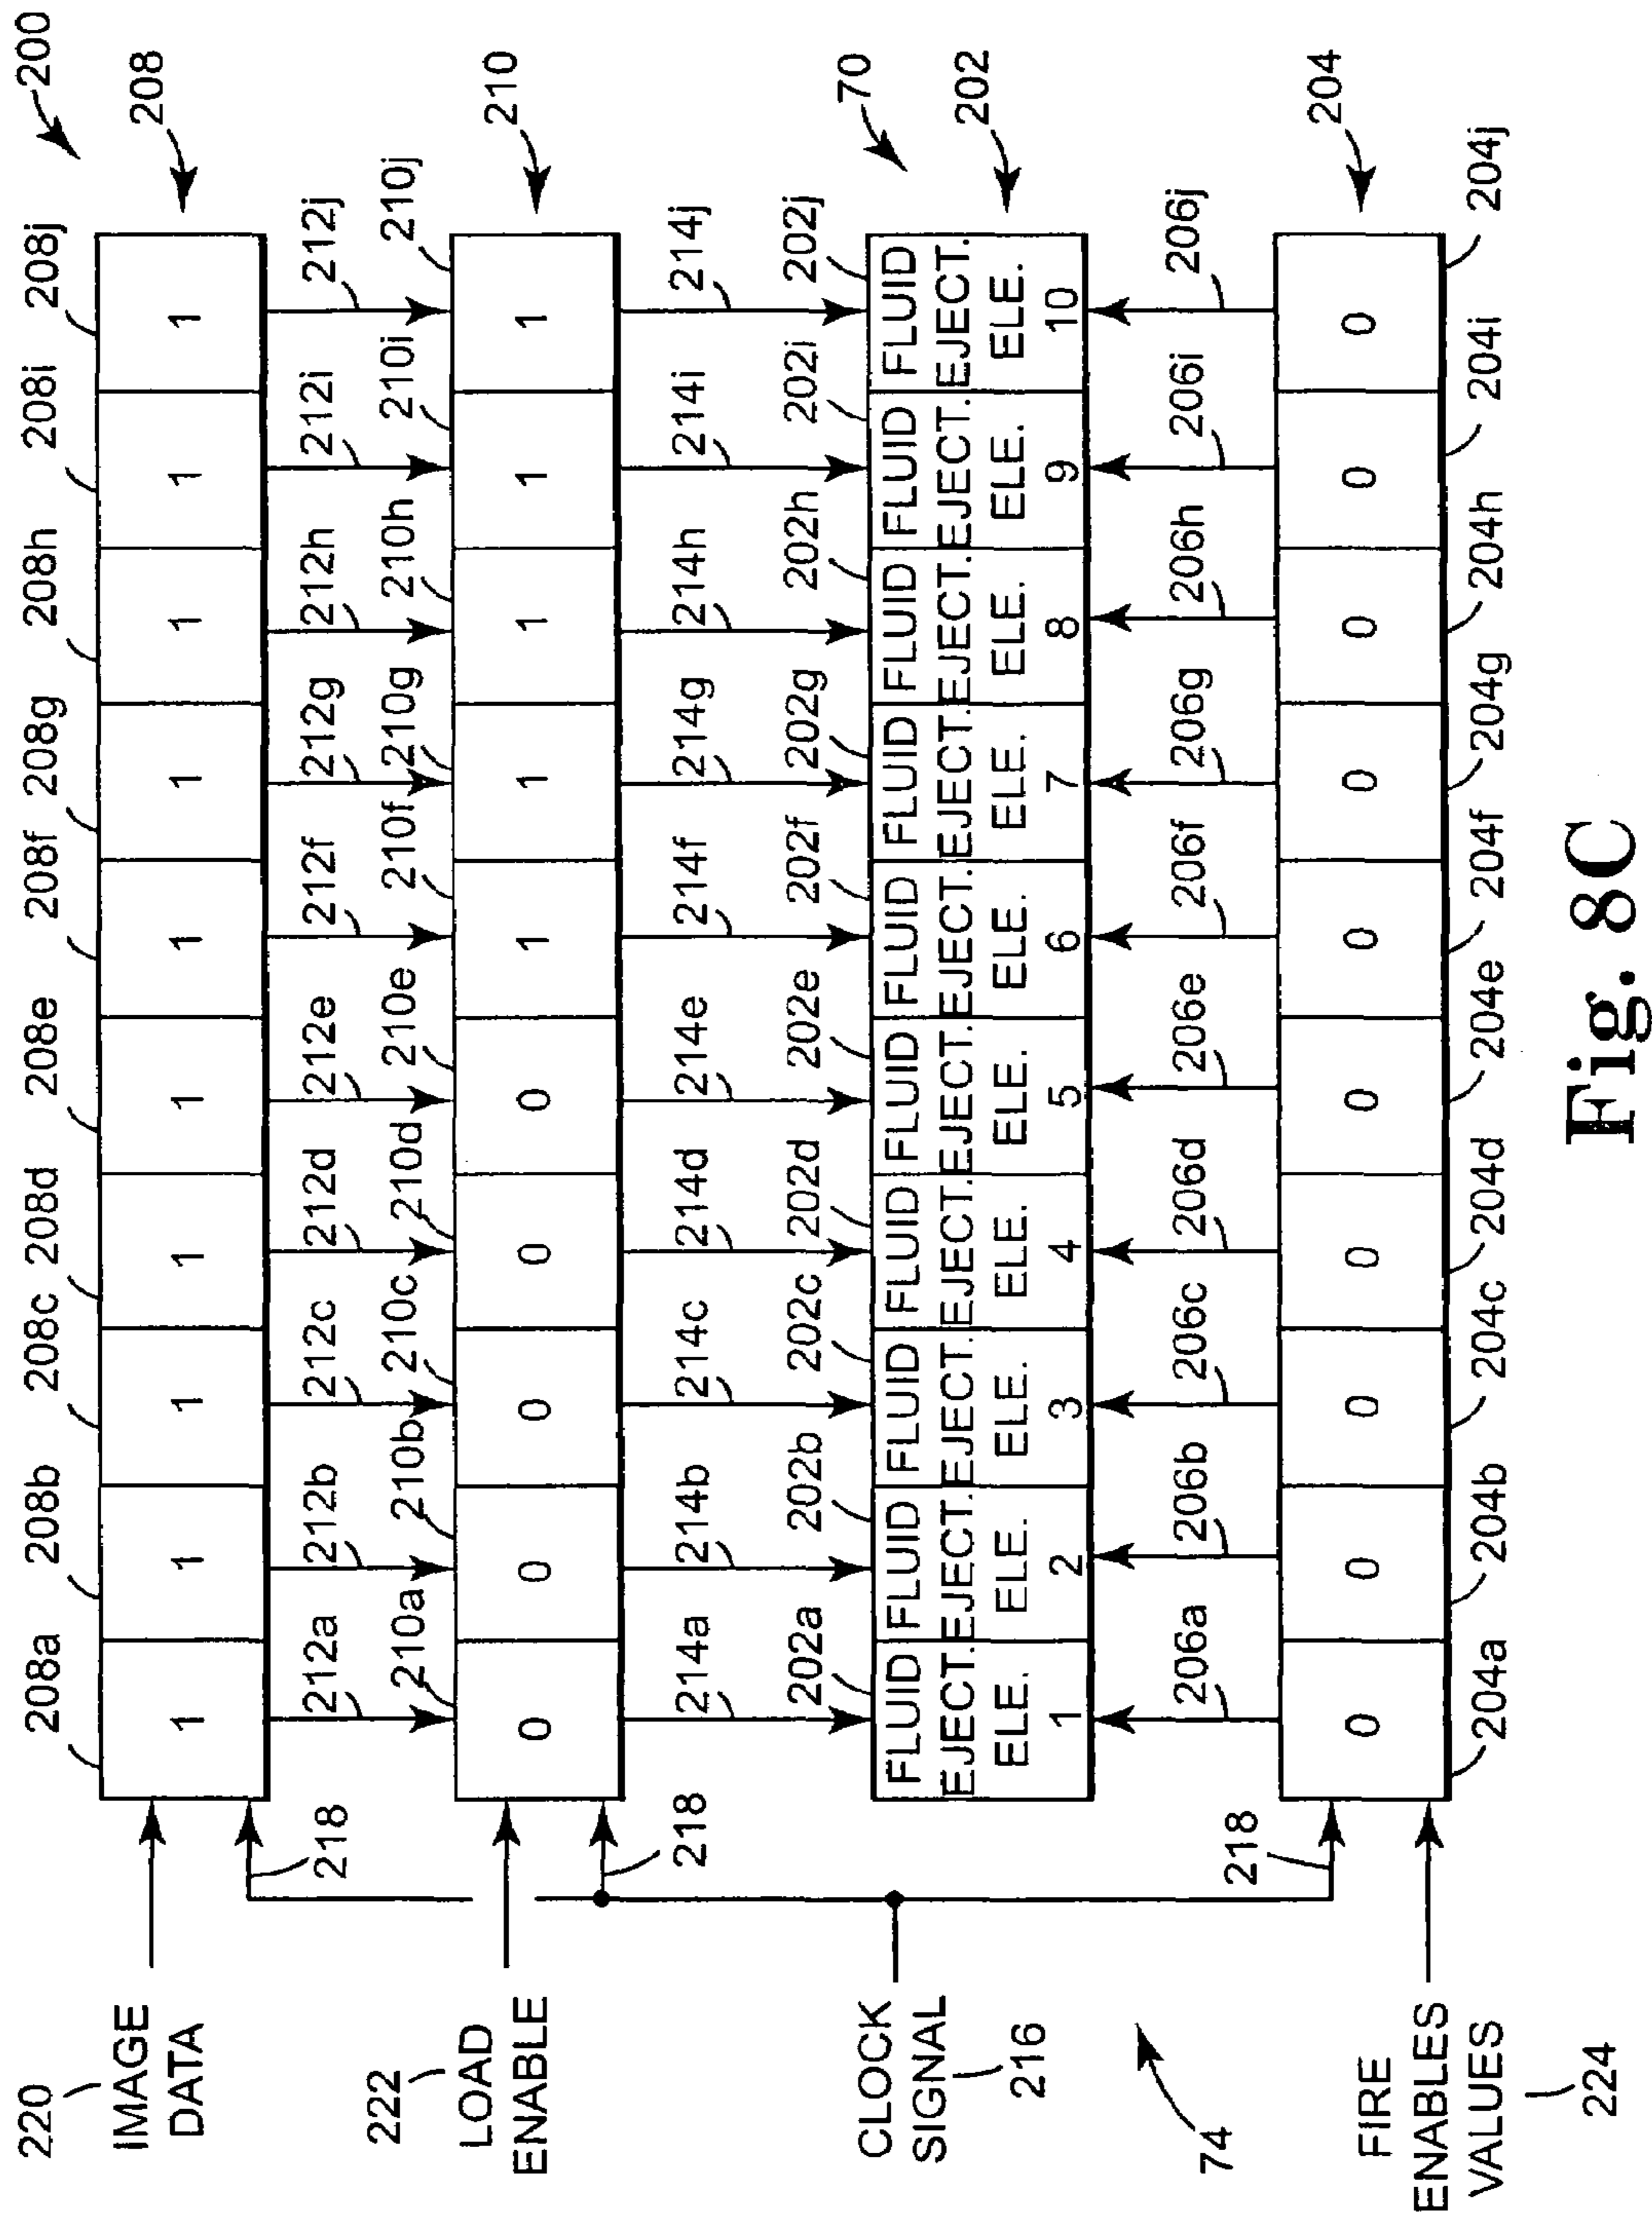 200
208a 208b 208c 208d 208e 208f 208g 208h 208i 208j 208
220
IMAGE
DATA
1 1 1 1 1 1 1 1 1 1
218
212a 212b 212c 212d 212e 212f 212g 212h 212i 212j
210a 210b 210c 210d 210e 210f 210g 210h 210i 210j 210
222
LOAD
ENABLE
0 0 0 0 0 1 1 1 1 1
218
214a 214b 214c 214d 214e 214f 214g 214h 214i 214j
70
202a 202b 202c 202d 202e 202f 202g 202h 202i 202j 202
CLOCK
SIGNAL
216
FLUID FLUID FLUID FLUID FLUID FLUID FLUID FLUID FLUID FLUID
EJECT. EJECT. EJECT. EJECT. EJECT. EJECT. EJECT. EJECT. EJECT. EJECT.
ELE. ELE. ELE. ELE. ELE. ELE. ELE. ELE. ELE. ELE.
1 2 3 4 5 6 7 8 9 10
74
218
206a 206b 206c 206d 206e 206f 206g 206h 206i 206j
204
FIRE
ENABLES
VALUES
224
0 0 0 0 0 0 0 0 0 0
204a 204b 204c 204d 204e 204f 204g 204h 204i 204j
Fig. 8C